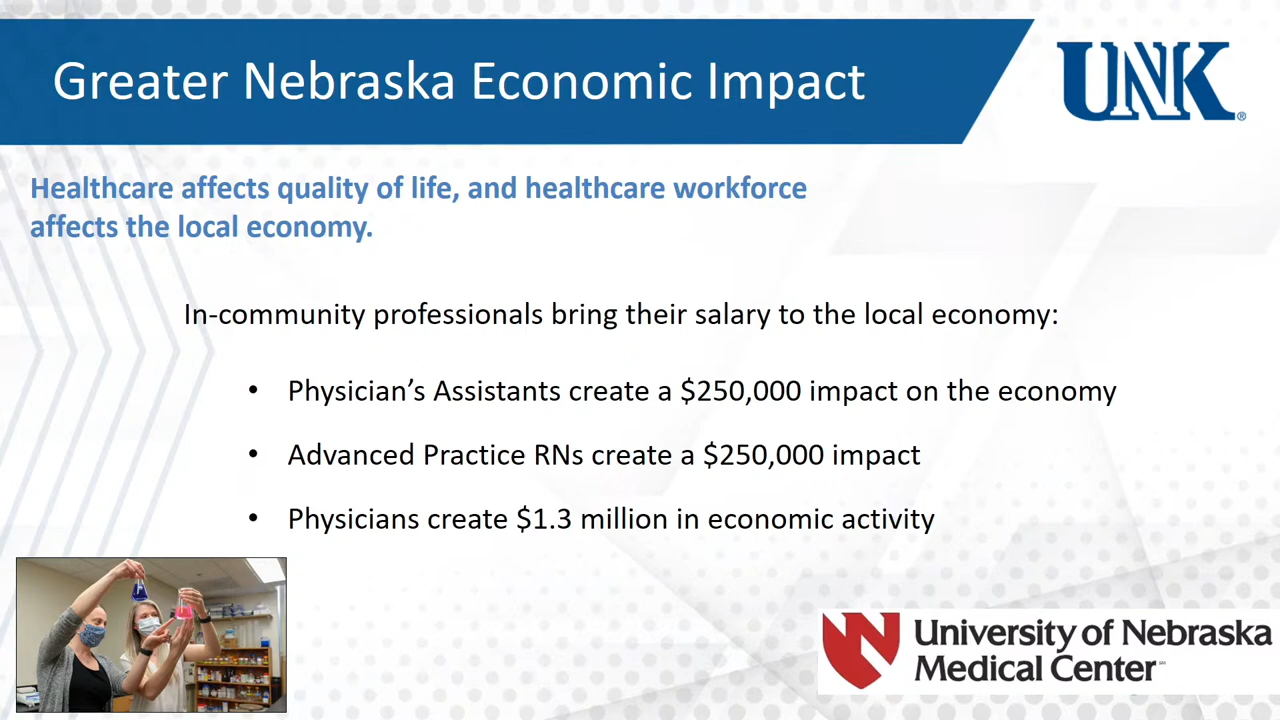 Greater Nebraska Economic Impact
UNK®
Healthcare affects quality of life, and healthcare workforce
affects the local economy.
In-community professionals bring their salary to the local economy:
• Physician’s Assistants create a $250,000 impact on the economy
• Advanced Practice RNs create a $250,000 impact
• Physicians create $1.3 million in economic activity
University of Nebraska
Medical Center